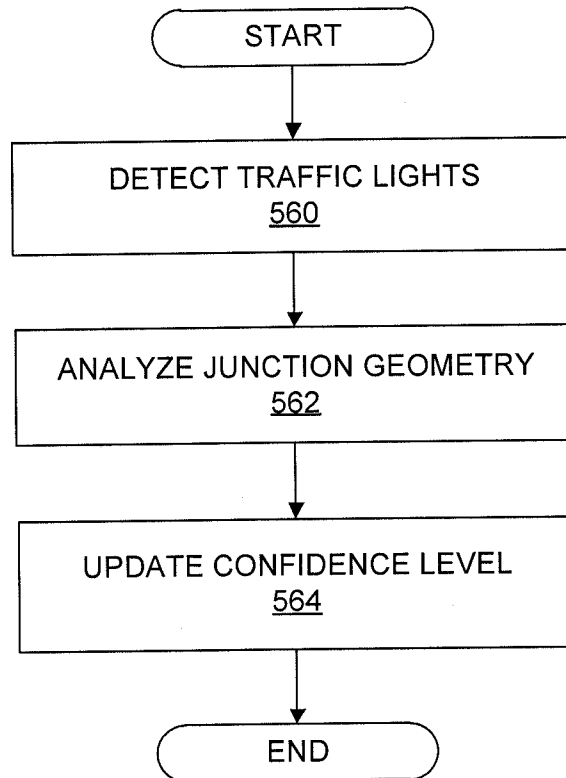 START
DETECT TRAFFIC LIGHTS
560
ANALYZE JUNCTION GEOMETRY
562
UPDATE CONFIDENCE LEVEL
564
END